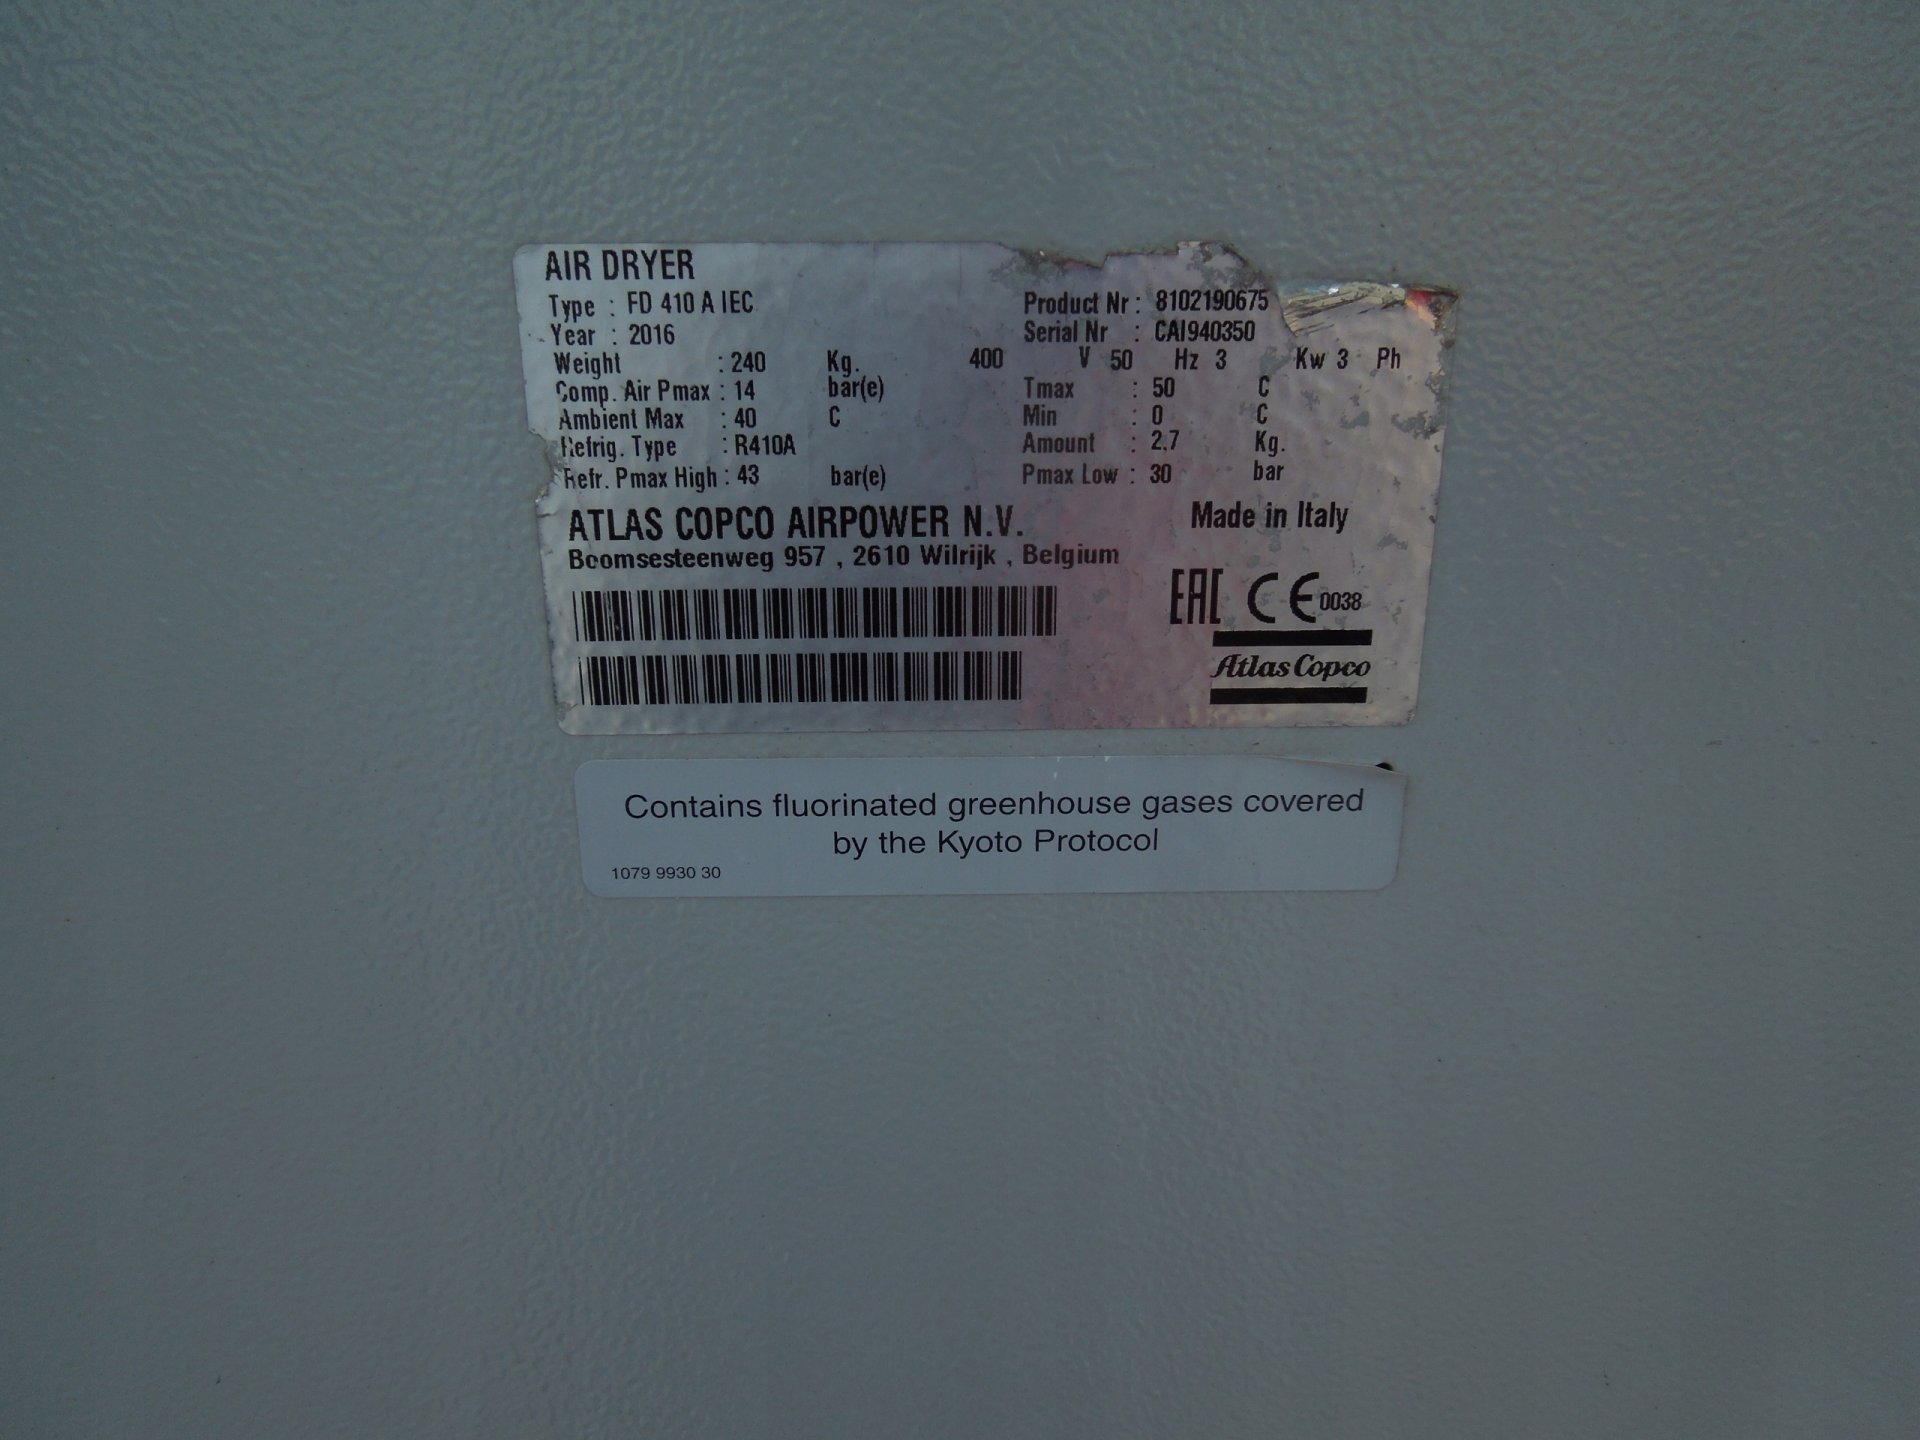 AIR DRYER
Type : FD 410 A IEC Product Nr : 8102190675
Year : 2016 Serial Nr : CAI940350
Weight : 240 Kg. 400 V 50 Hz 3 Kw 3 Ph
Comp. Air Pmax : 14 bar(e) Tmax : 50 C
Ambient Max : 40 C Min : 0 C
Refrig. Type : R410A Amount : 2.7 Kg.
Refr. Pmax High : 43 bar(e) Pmax Low : 30 bar
ATLAS COPCO AIRPOWER N.V. Made in Italy
Boomsesteenweg 957 , 2610 Wilrijk , Belgium
EAC CE 0038
Atlas Copco
Contains fluorinated greenhouse gases covered
by the Kyoto Protocol
1079 9930 30